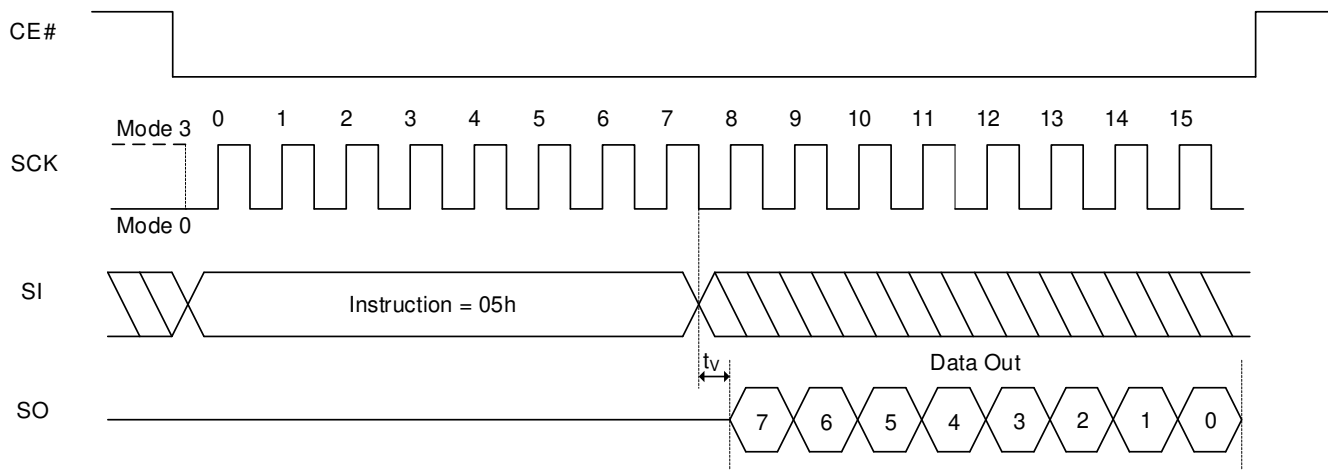 CE#
0 1 2 3 4 5 6 7 8 9 10 11 12 13 14 15
Mode 3
SCK
Mode 0
SI
Instruction = 05h
tV
Data Out
SO
7 6 5 4 3 2 1 0